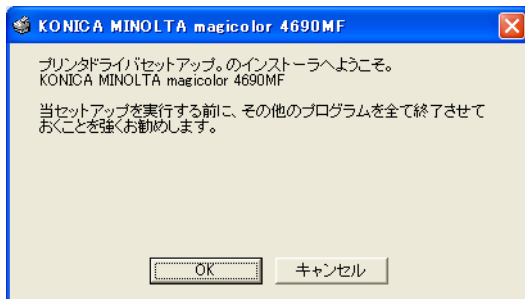 KONICA MINOLTA magicolor 4690MF
プリンタドライバセットアップ。のインストーラへようこそ。
KONICA MINOLTA magicolor 4690MF
当セットアップを実行する前に、その他のプログラムを全て終了させて
おくことを強くお勧めします。
OK キャンセル